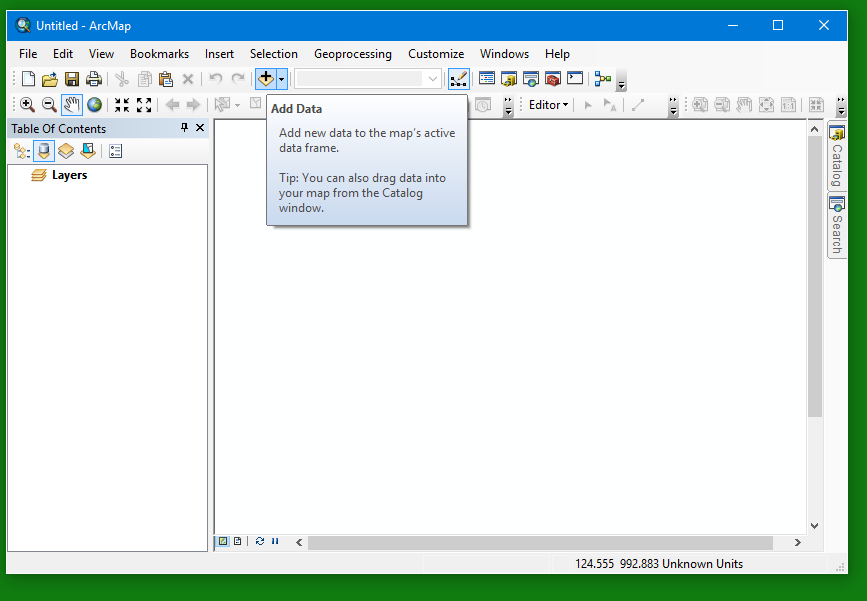 Untitled - ArcMap
File Edit View Bookmarks Insert Selection Geoprocessing Customize Windows Help
Editor
Table Of Contents
Layers
Add Data
Add new data to the map's active
data frame.
Tip: You can also drag data into
your map from the Catalog
window.
Catalog
Search
124.555 992.883 Unknown Units